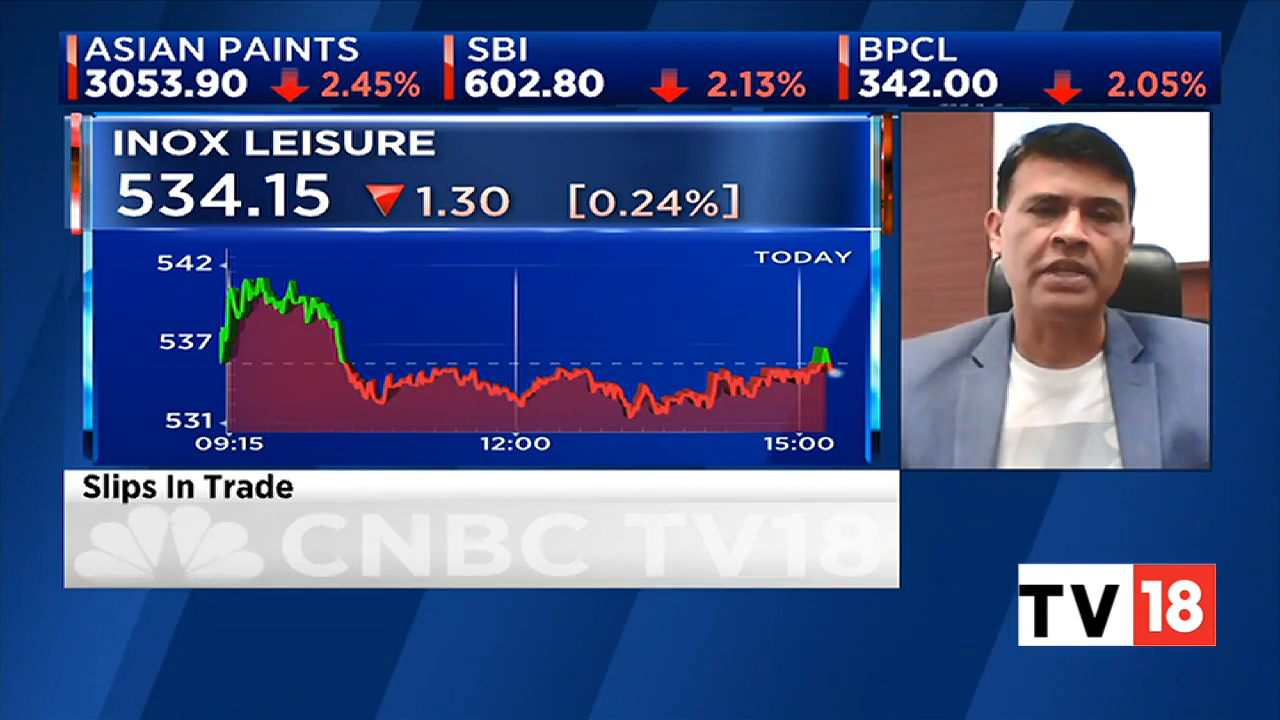 ASIAN PAINTS SBI BPCL
3053.90 2.45% 602.80 2.13% 342.00 2.05%
INOX LEISURE
534.15 1.30 [0.24%]
TODAY
542
537
531
09:15 12:00 15:00
Slips In Trade
CNBC TV18
TV 18